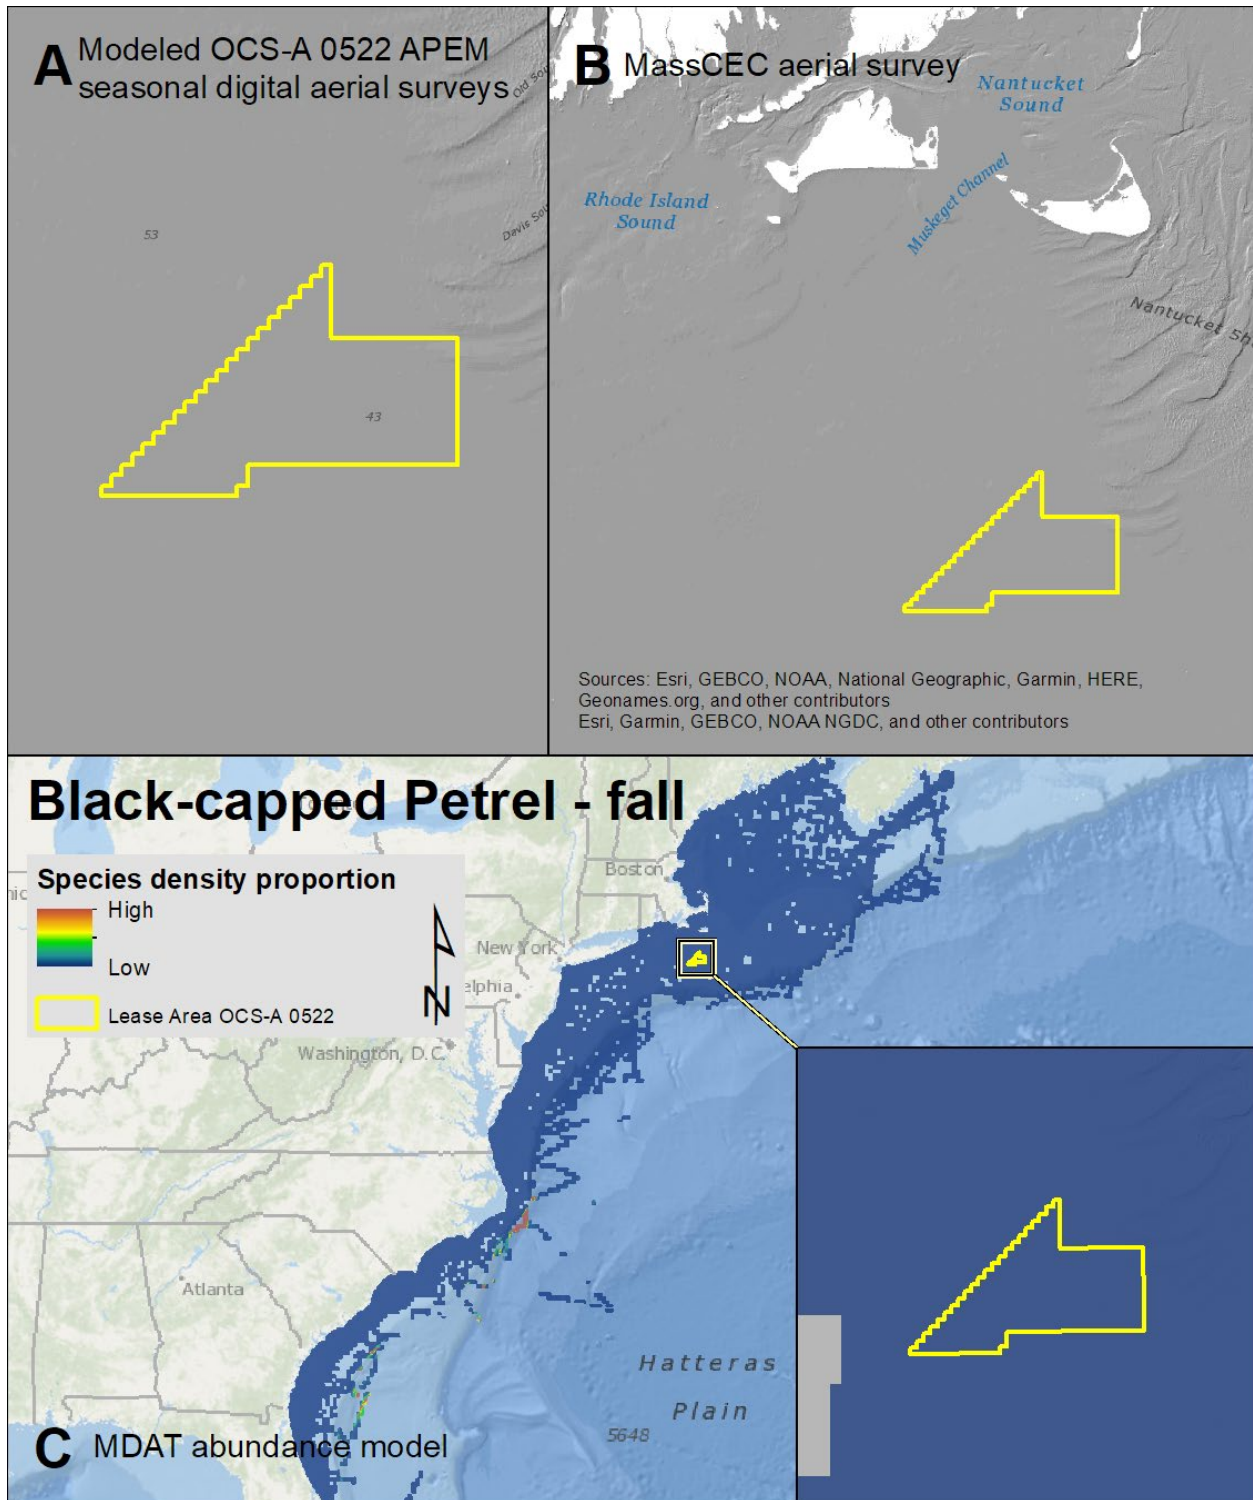 A Modeled OCS-A 0522 APEM
seasonal digital aerial surveys
53
43
B MassCEC aerial survey
Nantucket
Sound
Rhode Island
Sound
Muskeget Channel
Nantucket
Sources: Esri, GEBCO, NOAA, National Geographic, Garmin, HERE,
Geonames.org, and other contributors
Esri, Garmin, GEBCO, NOAA NGDC, and other contributors
Black-capped Petrel - fall
Species density proportion
High
Low
Lease Area OCS-A 0522
N
Boston
New York
elphia
Washington, D.C.
Atlanta
Hatteras
Plain
5648
C MDAT abundance model